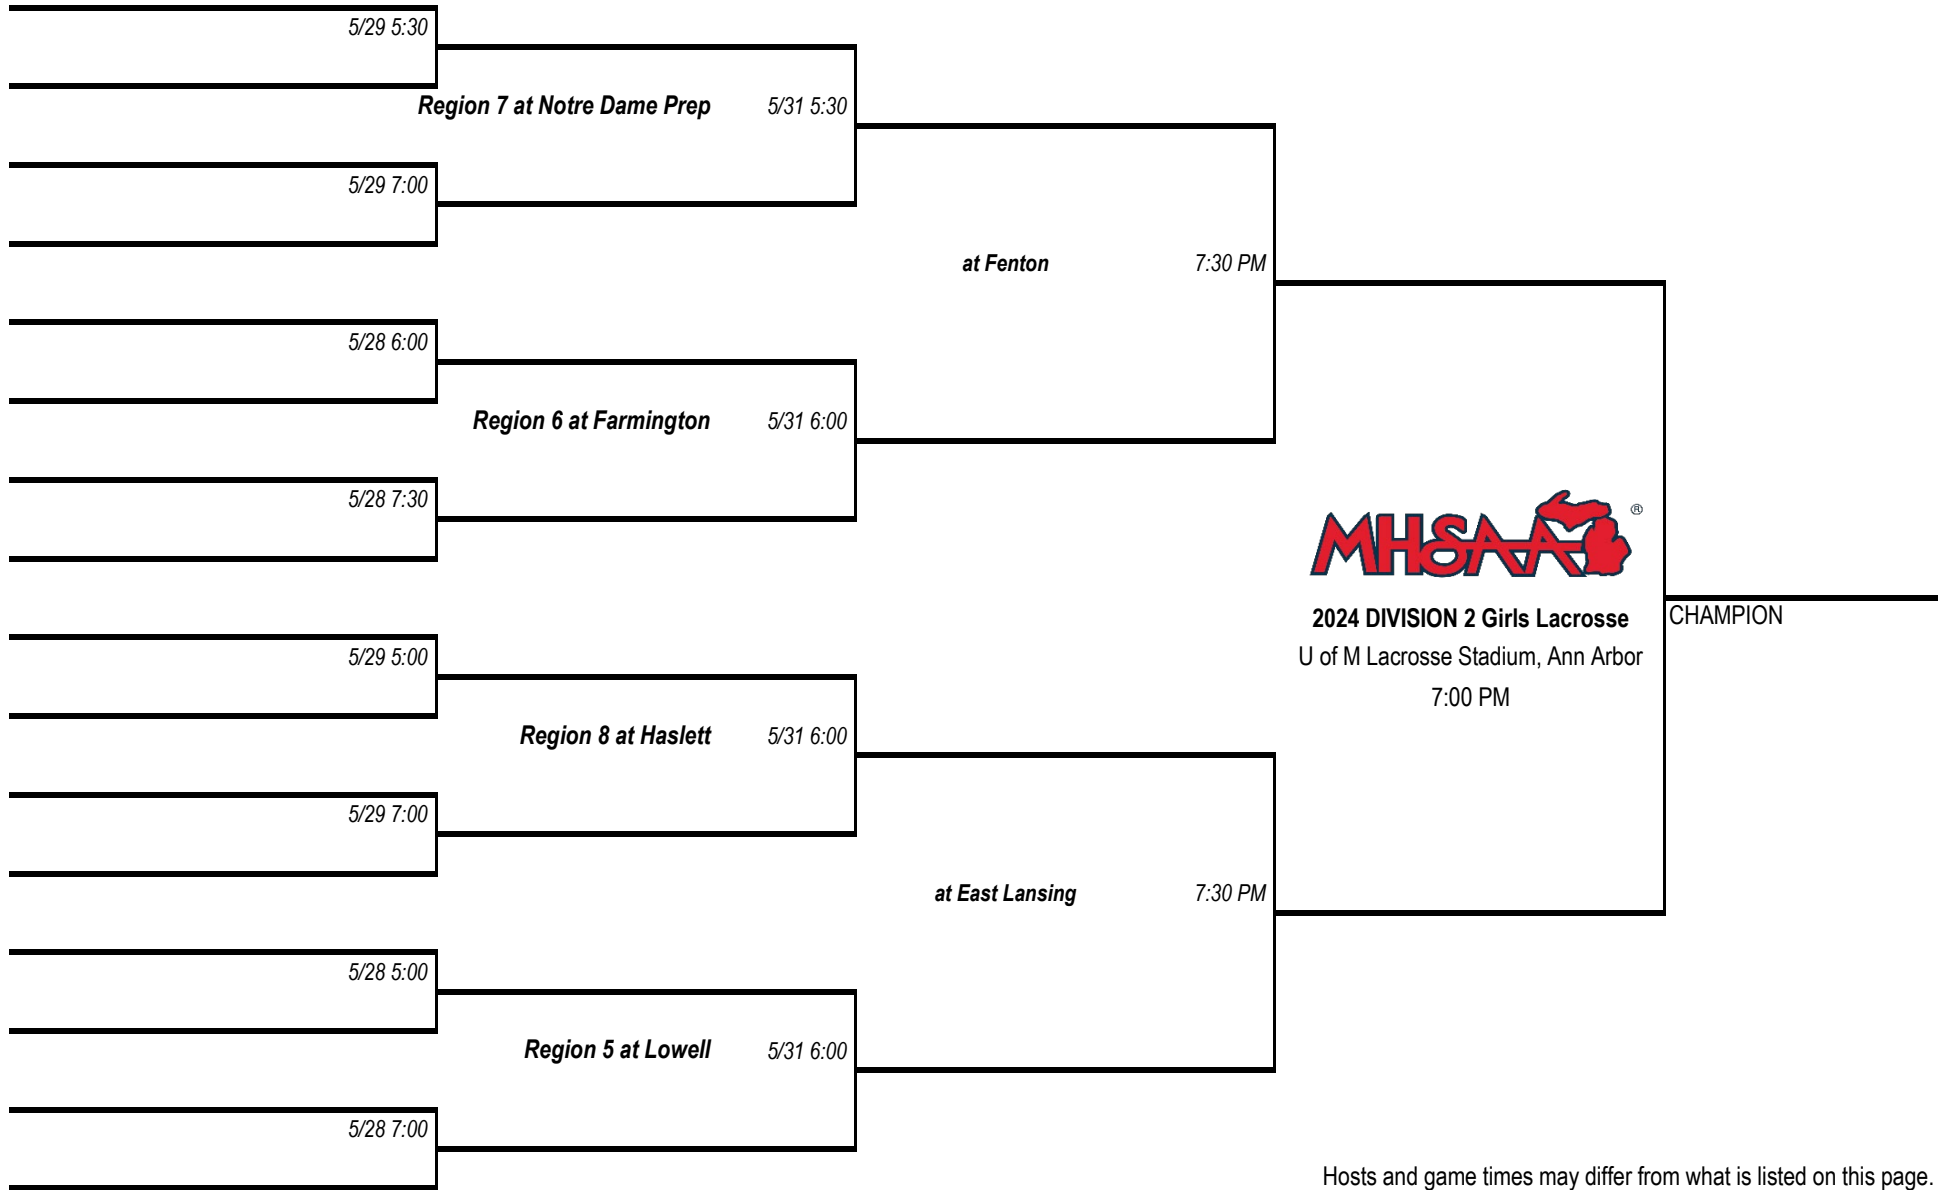 5/29 5:30
Region 7 at Notre Dame Prep 5/31 5:30
5/29 7:00
at Fenton 7:30 PM
5/28 6:00
Region 6 at Farmington 5/31 6:00
5/28 7:30
MHSAA ®
2024 DIVISION 2 Girls Lacrosse
U of M Lacrosse Stadium, Ann Arbor
7:00 PM
CHAMPION
5/29 5:00
Region 8 at Haslett 5/31 6:00
5/29 7:00
at East Lansing 7:30 PM
5/28 5:00
Region 5 at Lowell 5/31 6:00
5/28 7:00
Hosts and game times may differ from what is listed on this page.